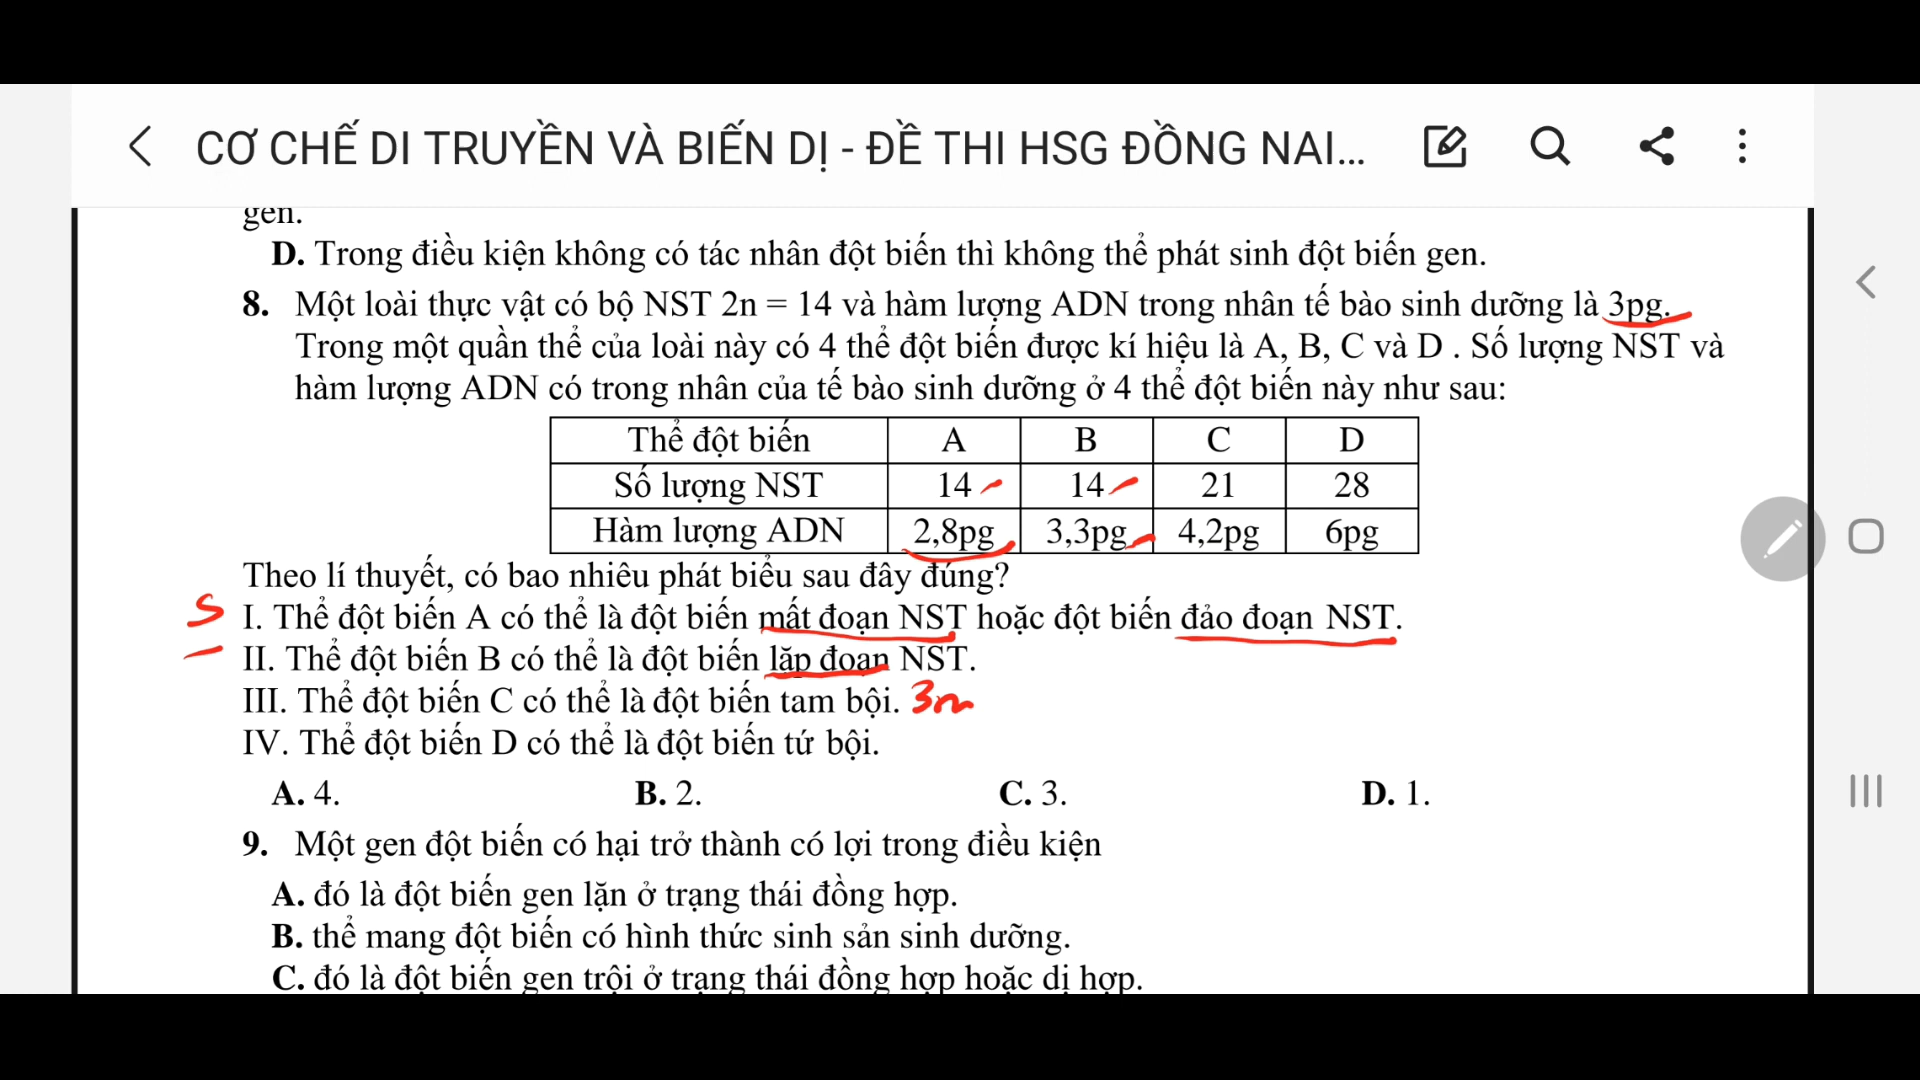 CƠ CHẾ DI TRUYỀN VÀ BIẾN DỊ - ĐỀ THI HSG ĐỒNG NAI...
gen.
D. Trong điều kiện không có tác nhân đột biến thì không thể phát sinh đột biến gen.
8. Một loài thực vật có bộ NST 2n = 14 và hàm lượng ADN trong nhân tế bào sinh dưỡng là 3pg.
Trong một quần thể của loài này có 4 thể đột biến được kí hiệu là A, B, C và D . Số lượng NST và
hàm lượng ADN có trong nhân của tế bào sinh dưỡng ở 4 thể đột biến này như sau:
Thể đột biến A B C D
Số lượng NST 14 14 21 28
Hàm lượng ADN 2,8pg 3,3pg 4,2pg 6pg
Theo lí thuyết, có bao nhiêu phát biểu sau đây đúng?
S I. Thể đột biến A có thể là đột biến mất đoạn NST hoặc đột biến đảo đoạn NST.
II. Thể đột biến B có thể là đột biến lặp đoạn NST.
III. Thể đột biến C có thể là đột biến tam bội. 3n
IV. Thể đột biến D có thể là đột biến tứ bội.
A. 4. B. 2. C. 3. D. 1.
9. Một gen đột biến có hại trở thành có lợi trong điều kiện
A. đó là đột biến gen lặn ở trạng thái đồng hợp.
B. thể mang đột biến có hình thức sinh sản sinh dưỡng.
C. đó là đột biến gen trội ở trạng thái đồng hợp hoặc dị hợp.